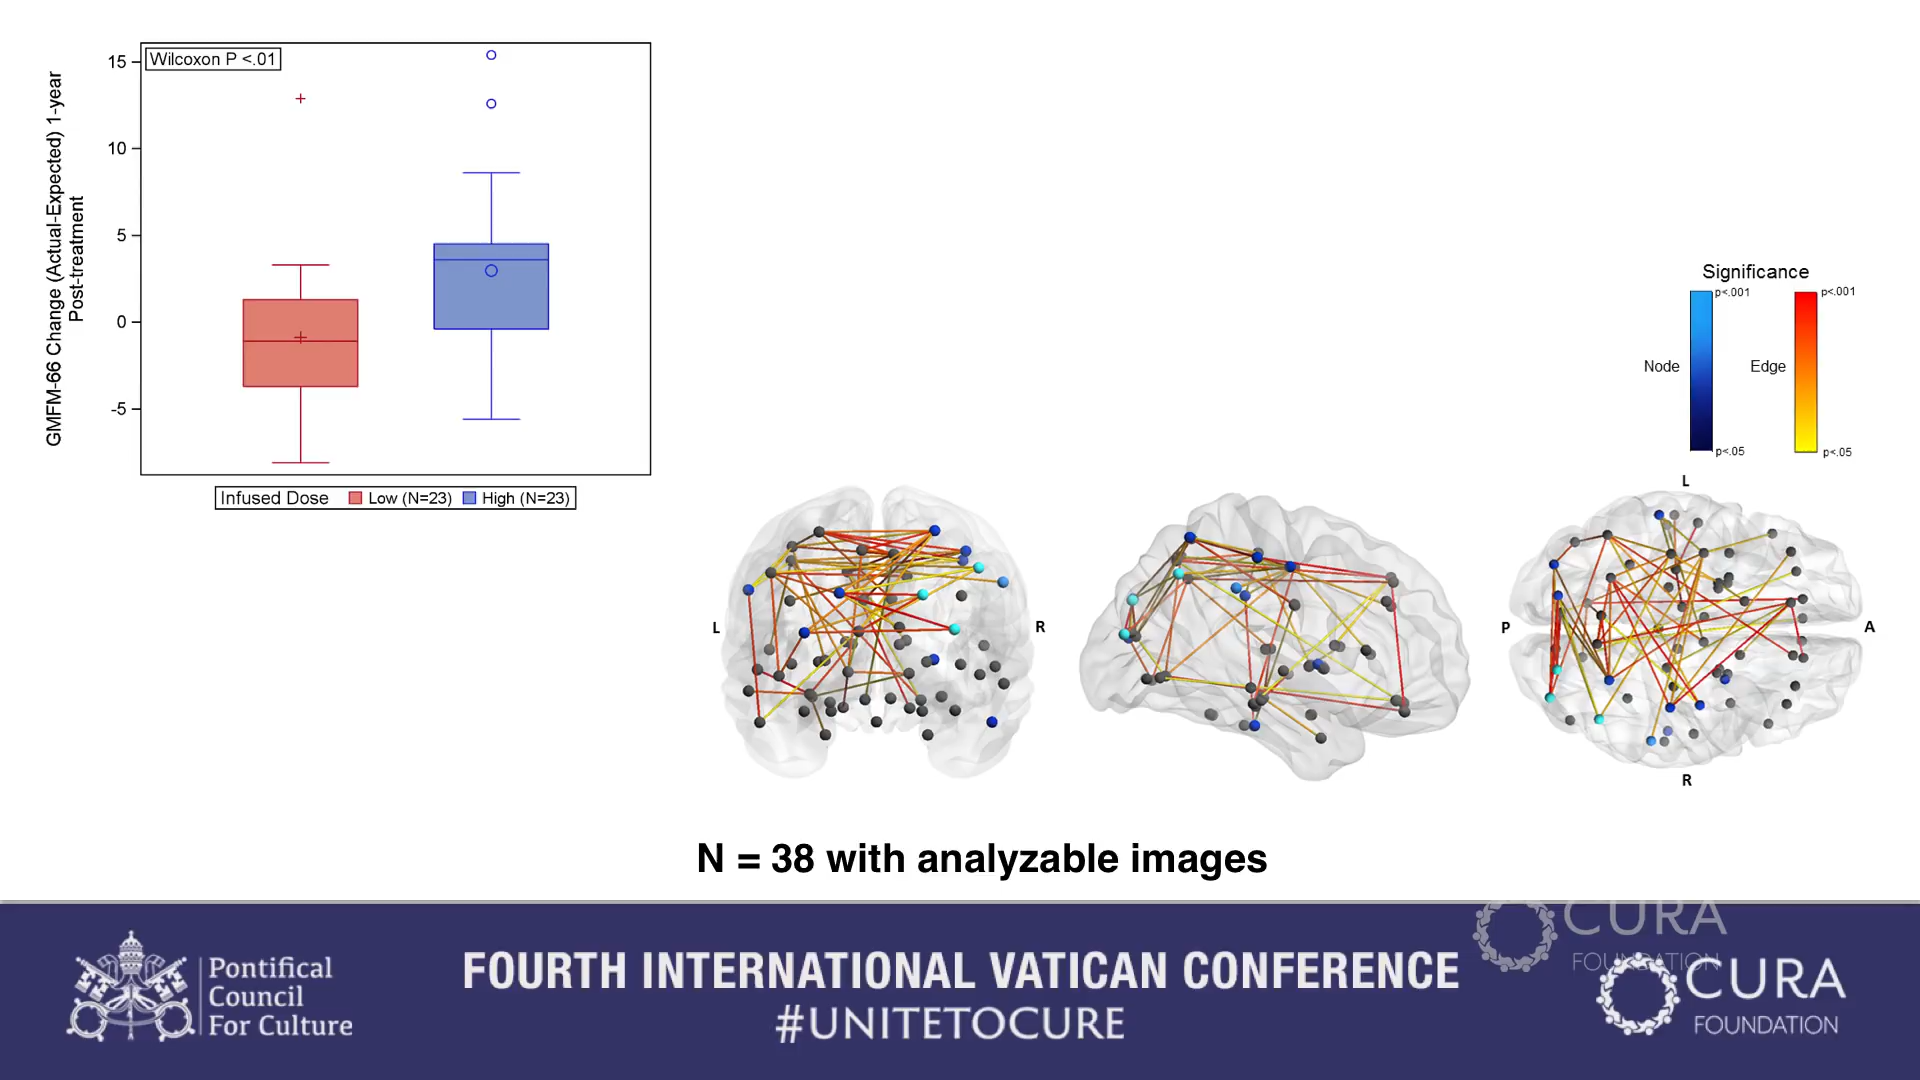 Wilcoxon P <.01
GMFM-66 Change (Actual-Expected) 1-year
Post-treatment
15
10
5
0
-5
Infused Dose Low (N=23) High (N=23)
Significance
p<.001 p<.001
Node Edge
p<.05 p<.05
L
L R P A
R
N = 38 with analyzable images
Pontifical
Council
For Culture
FOURTH INTERNATIONAL VATICAN CONFERENCE
#UNITETOCURE
CURA
FOUNDATION
CURA
FOUNDATION